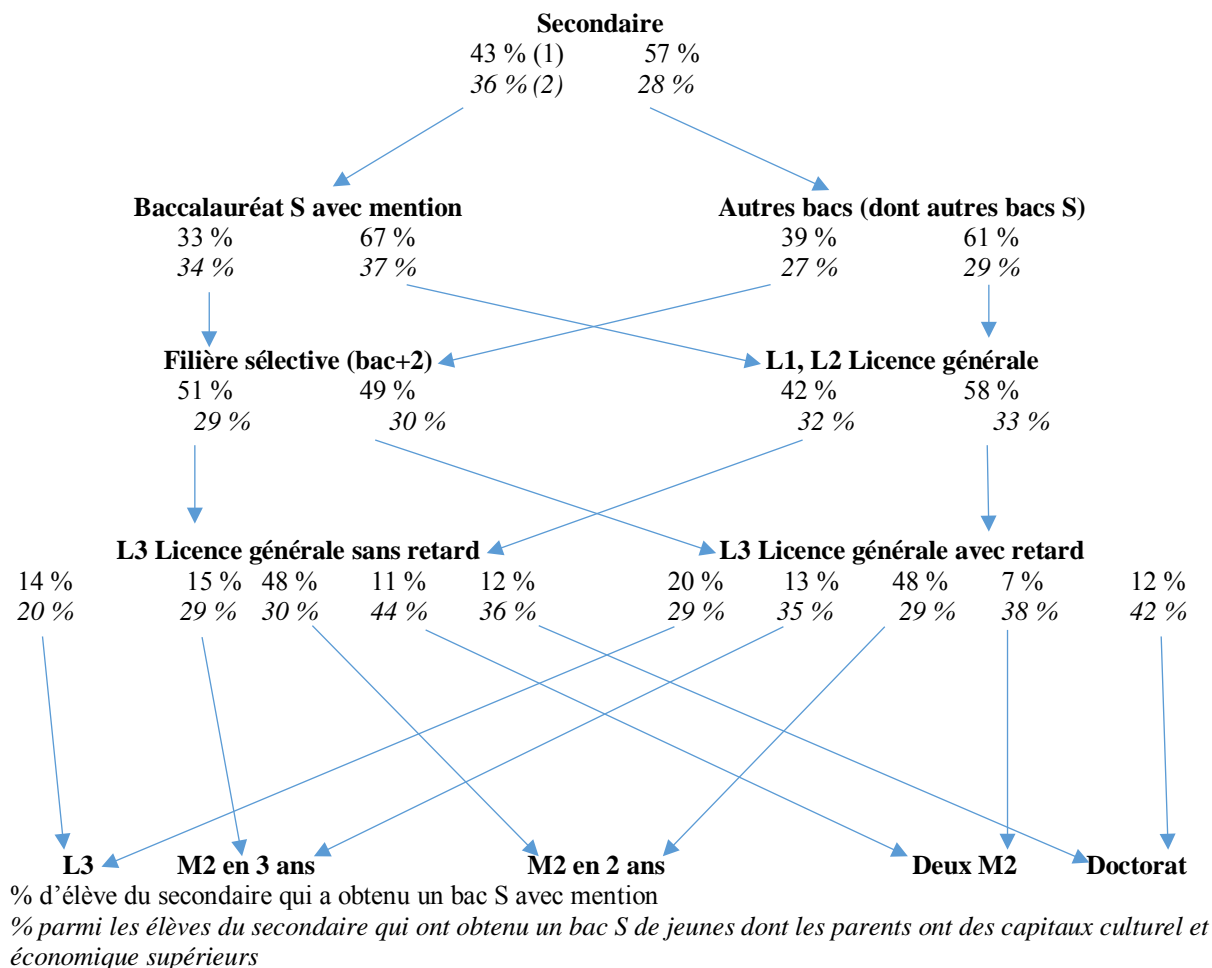 Secondaire
43 % (1) 57 %
36 % (2) 28 %
Baccalauréat S avec mention Autres bacs (dont autres bacs S)
33 % 67 % 39 % 61 %
34 % 37 % 27 % 29 %
Filière sélective (bac+2) L1, L2 Licence générale
51 % 49 % 42 % 58 %
29 % 30 % 32 % 33 %
L3 Licence générale sans retard L3 Licence générale avec retard
14 % 15 % 48 % 11 % 12 % 20 % 13 % 48 % 7 % 12 %
20 % 29 % 30 % 44 % 36 % 29 % 35 % 29 % 38 % 42 %
L3 M2 en 3 ans M2 en 2 ans Deux M2 Doctorat
% d’élève du secondaire qui a obtenu un bac S avec mention
% parmi les élèves du secondaire qui ont obtenu un bac S de jeunes dont les parents ont des capitaux culturel et
économique supérieurs